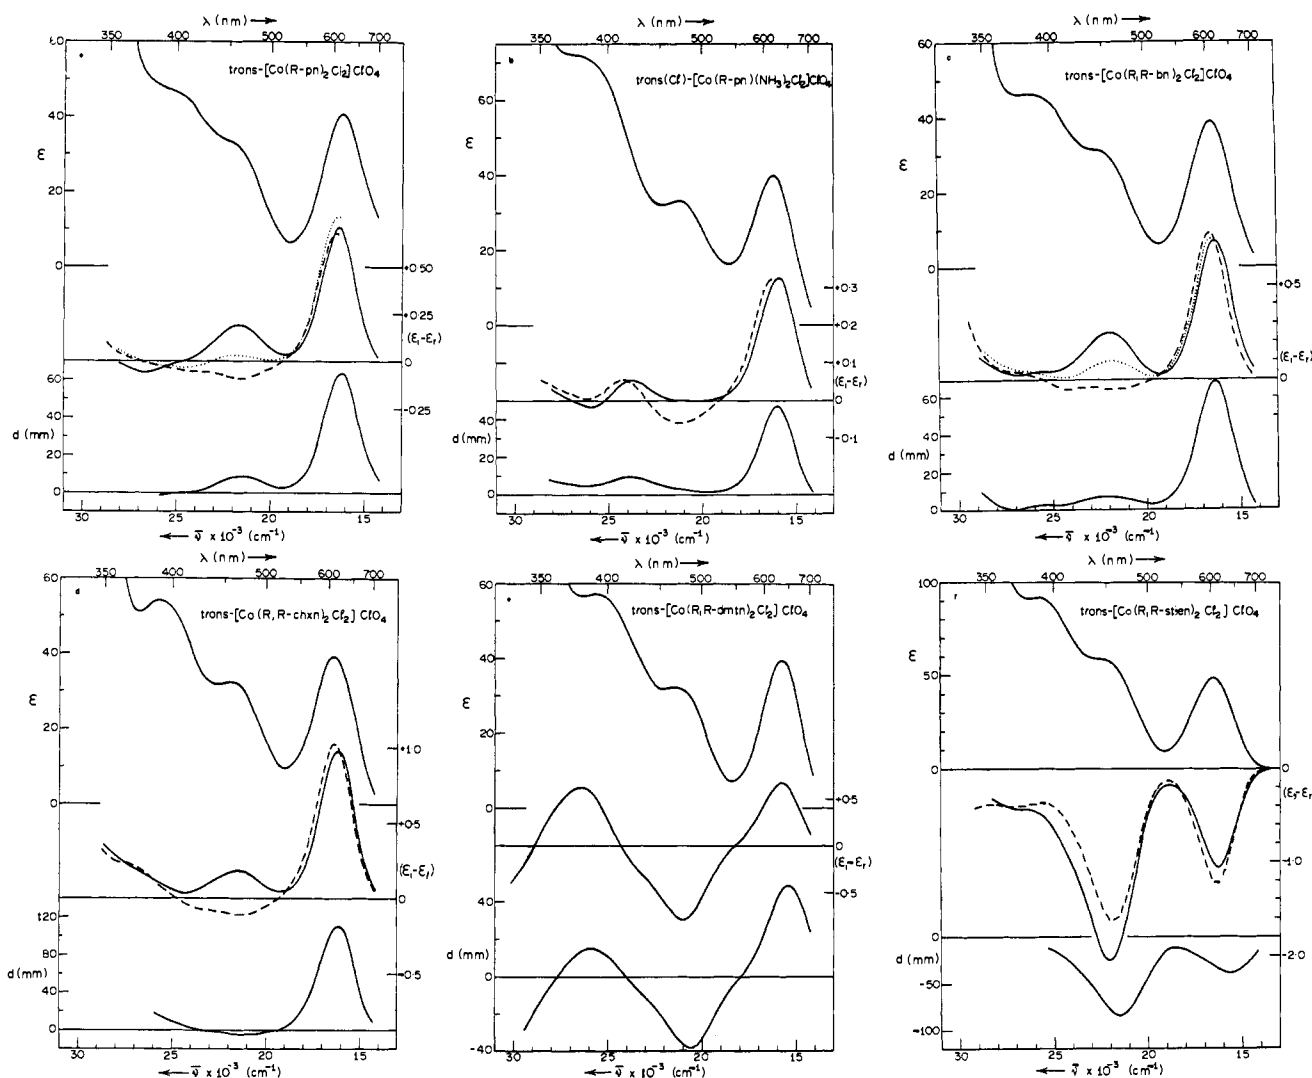 λ (nm) →
350 400 500 600 700
a
trans-[Co(R-pn)₂Cl₂]ClO₄
60
40
ε
20
0
+0.50
+0.25
(εₗ-εᵣ)
0
-0.25
60
40
d (mm)
20
0
30 25 20 15
← ν̄ x 10⁻³ (cm⁻¹)
λ (nm) →
350 400 500 600 700
b
trans(Cl)-[Co(R-pn)(NH₃)₂Cl₂]ClO₄
60
ε
40
20
0
+0.3
+0.2
+0.1
(εₗ-εᵣ)
0
-0.1
40
d (mm)
20
0
30 25 20 15
← ν̄ x 10⁻³ (cm⁻¹)
λ (nm) →
350 400 500 600 700
c
trans-[Co(R,R-bn)₂Cl₂]ClO₄
60
40
ε
20
0
+0.5
(εₗ-εᵣ)
0
60
40
d (mm)
20
0
30 25 20 15
← ν̄ x 10⁻³ (cm⁻¹)
λ (nm) →
350 400 500 600 700
d
trans-[Co(R,R-chxn)₂Cl₂]ClO₄
60
40
ε
20
0
+1.0
+0.5
(εₗ-εᵣ)
0
-0.5
120
80
d (mm)
40
0
30 25 20 15
← ν̄ x 10⁻³ (cm⁻¹)
λ (nm) →
350 400 500 600 700
e
trans-[Co(R,R-dmtn)₂Cl₂]ClO₄
60
40
ε
20
0
+0.5
0
(εₗ-εᵣ)
-0.5
40
d (mm)
0
-40
30 25 20 15
← ν̄ x 10⁻³ (cm⁻¹)
λ (nm) →
350 400 500 600 700
f
trans-[Co(R,R-stien)₂Cl₂]ClO₄
100
ε
50
0
0
-1.0
-2.0
0
d (mm)
-50
-100
30 25 20 15
← ν̄ x 10⁻³ (cm⁻¹)